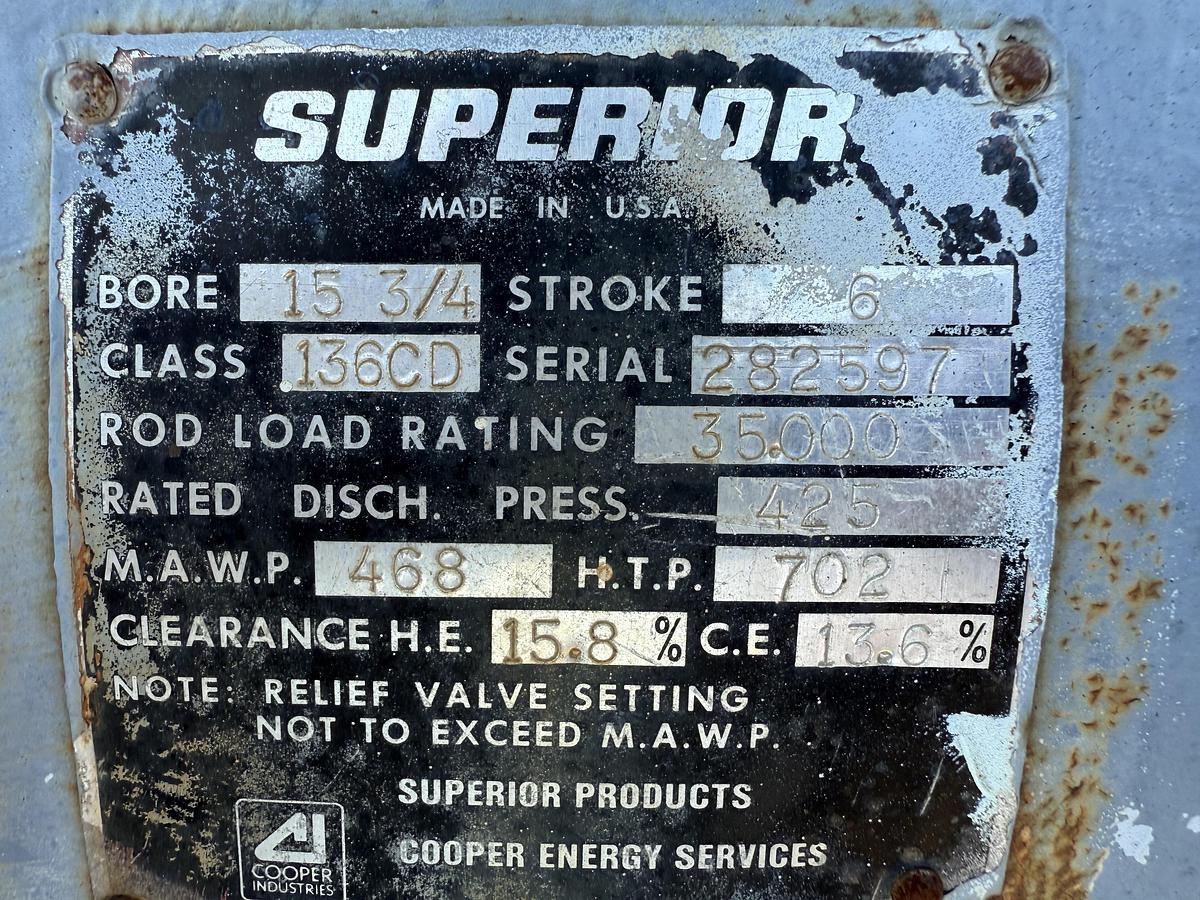 SUPERIOR
MADE IN U.S.A.
BORE 15 3/4 STROKE 6
CLASS 136CD SERIAL 282597
ROD LOAD RATING 35.000
RATED DISCH. PRESS. 425
M.A.W.P. 468 H.T.P. 702
CLEARANCE H.E. 15.8 % C.E. 13.6 %
NOTE: RELIEF VALVE SETTING
NOT TO EXCEED M.A.W.P.
SUPERIOR PRODUCTS
COOPER ENERGY SERVICES
COOPER
INDUSTRIES